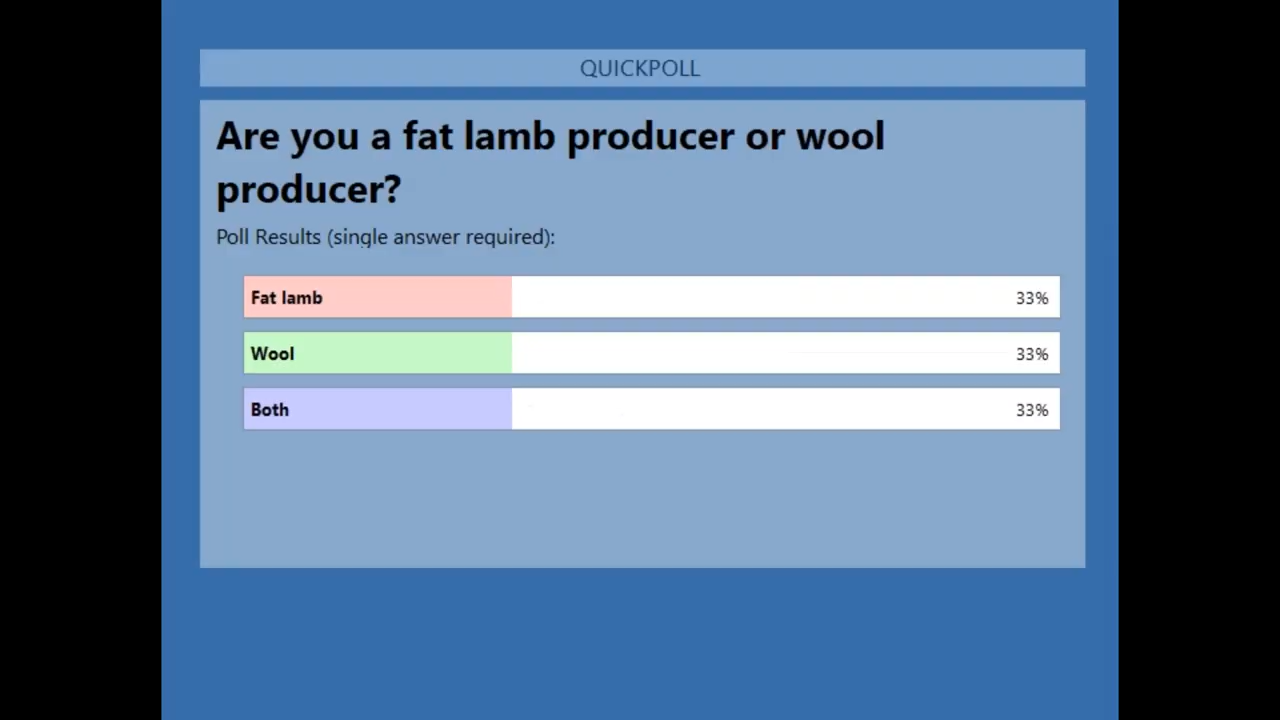 QUICKPOLL
Are you a fat lamb producer or wool
producer?
Poll Results (single answer required):
Fat lamb 33%
Wool 33%
Both 33%